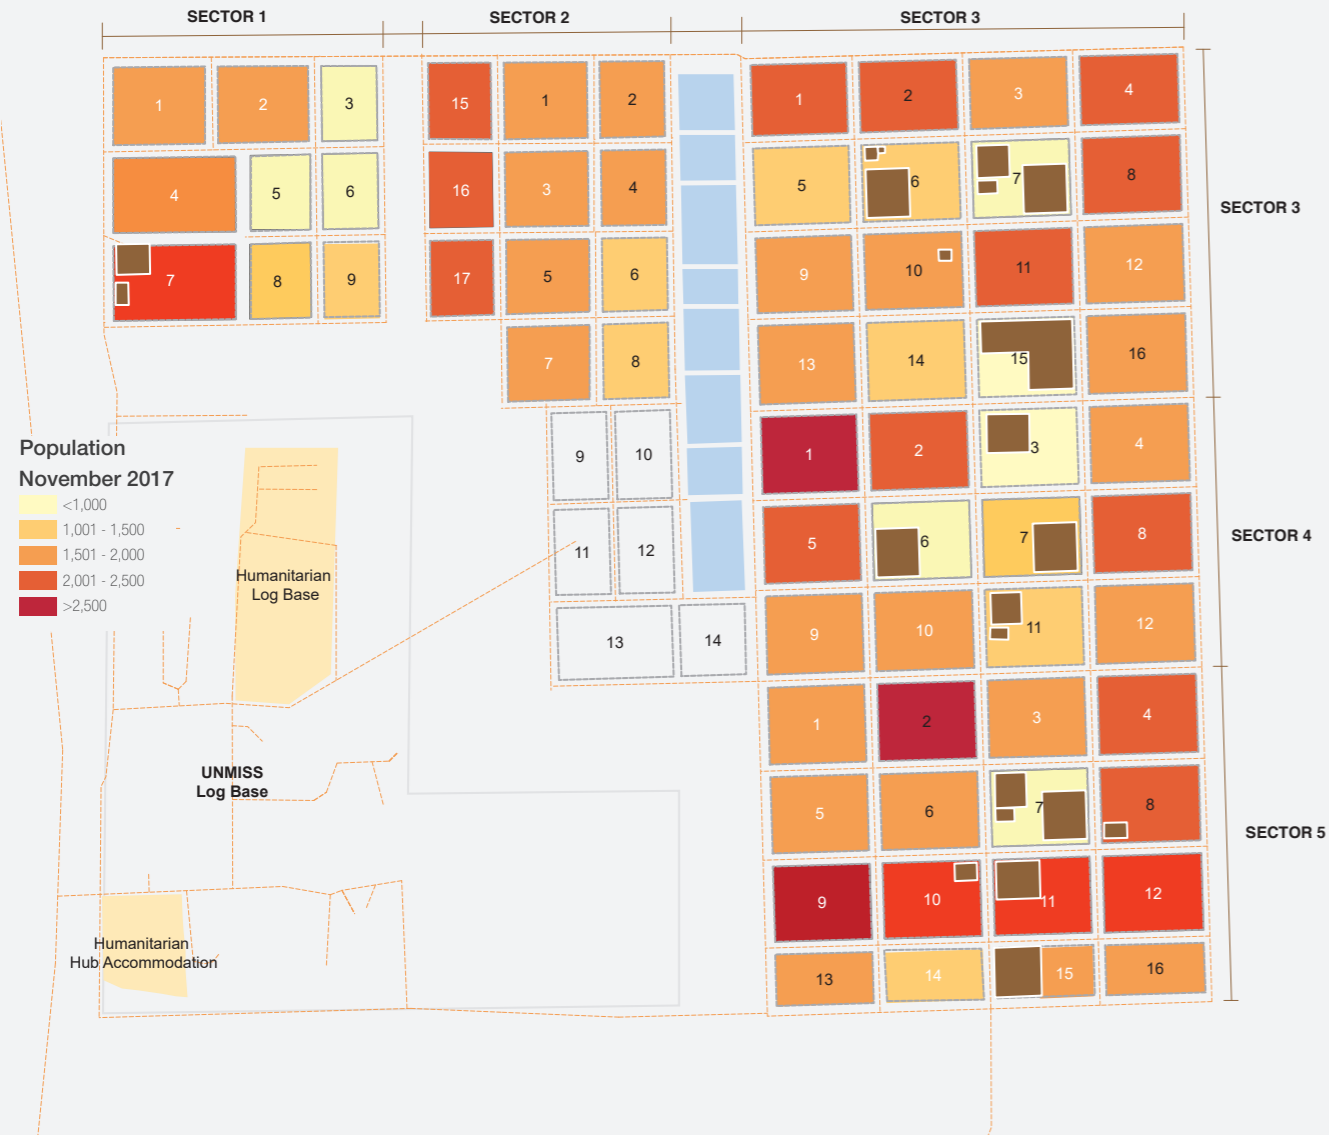 SECTOR 1
SECTOR 2
SECTOR 3
1 2 3
15 1 2
1 2 3 4
4 5 6
16 3 4
5 6 7 8
SECTOR 3
7 8 9
17 5 6
9 10 11 12
7 8
13 14 15 16
9 10
1 2 3 4
Population
November 2017
<1,000
1,001 - 1,500
1,501 - 2,000
2,001 - 2,500
>2,500
11 12
5 6 7 8
SECTOR 4
Humanitarian
Log Base
13 14
9 10 11 12
1 2 3 4
UNMISS
Log Base
5 6 7 8
SECTOR 5
9 10 11 12
Humanitarian
Hub Accommodation
13 14 15 16